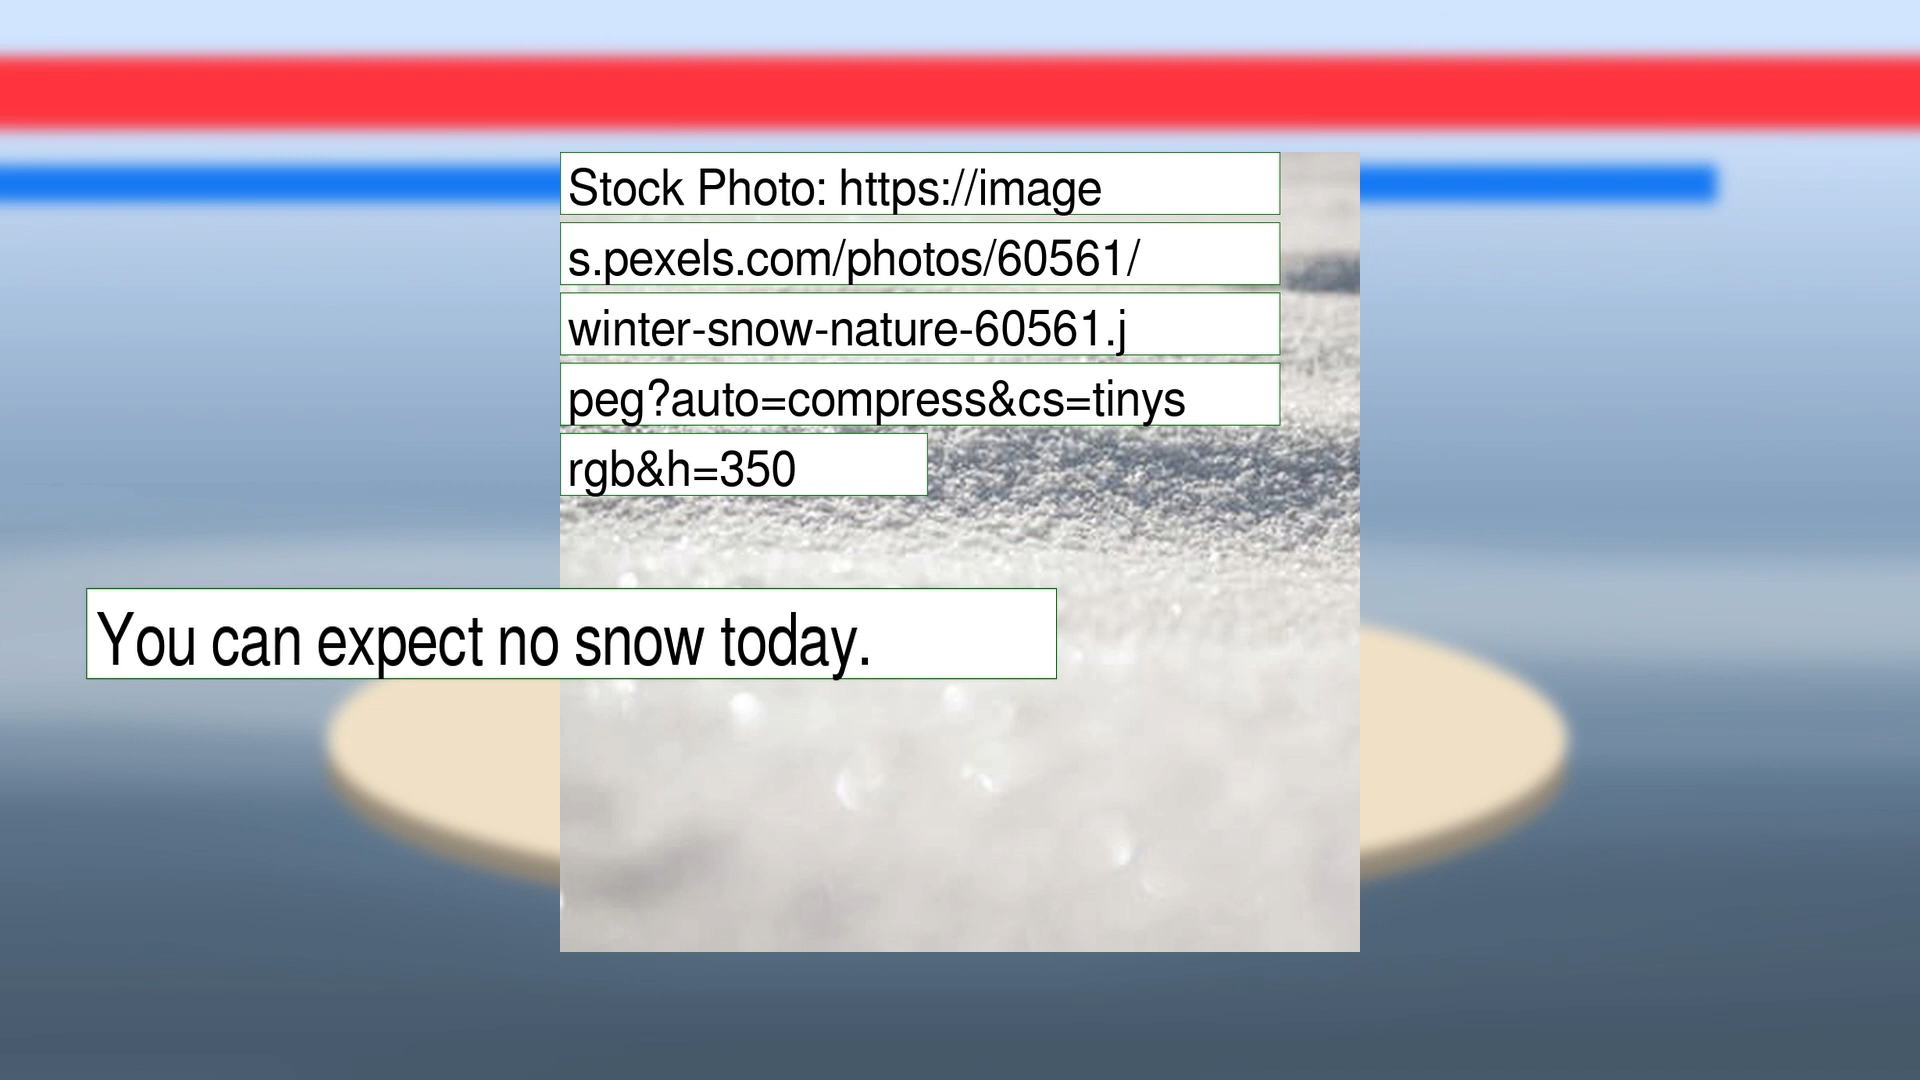 Stock Photo: https://image
s.pexels.com/photos/60561/
winter-snow-nature-60561.j
peg?auto=compress&cs=tinys
rgb&h=350
You can expect no snow today.